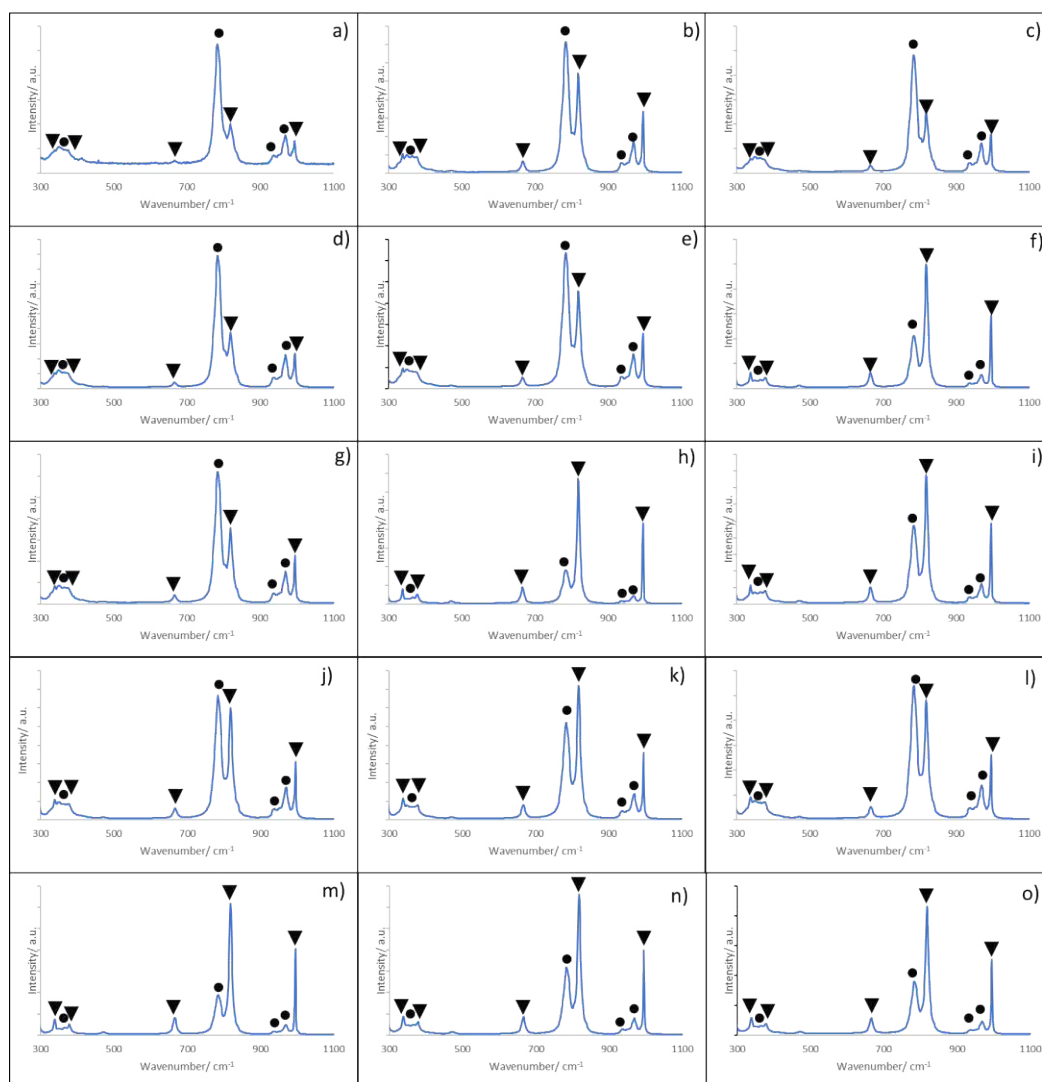 a)
Intensity/ a.u.
300 500 700 900 1100
Wavenumber/ cm⁻¹
b)
Intensity/ a.u.
300 500 700 900 1100
Wavenumber/ cm⁻¹
c)
Intensity/ a.u.
300 500 700 900 1100
Wavenumber/ cm⁻¹
d)
Intensity/ a.u.
300 500 700 900 1100
Wavenumber/ cm⁻¹
e)
Intensity/ a.u.
300 500 700 900 1100
Wavenumber/ cm⁻¹
f)
Intensity/ a.u.
300 500 700 900 1100
Wavenumber/ cm⁻¹
g)
Intensity/ a.u.
300 500 700 900 1100
Wavenumber/ cm⁻¹
h)
Intensity/ a.u.
300 500 700 900 1100
Wavenumber/ cm⁻¹
i)
Intensity/ a.u.
300 500 700 900 1100
Wavenumber/ cm⁻¹
j)
Intensity/ a.u.
300 500 700 900 1100
Wavenumber/ cm⁻¹
k)
Intensity/ a.u.
300 500 700 900 1100
Wavenumber/ cm⁻¹
l)
Intensity/ a.u.
300 500 700 900 1100
Wavenumber/ cm⁻¹
m)
Intensity/ a.u.
300 500 700 900 1100
Wavenumber/ cm⁻¹
n)
Intensity/ a.u.
300 500 700 900 1100
Wavenumber/ cm⁻¹
o)
Intensity/ a.u.
300 500 700 900 1100
Wavenumber/ cm⁻¹